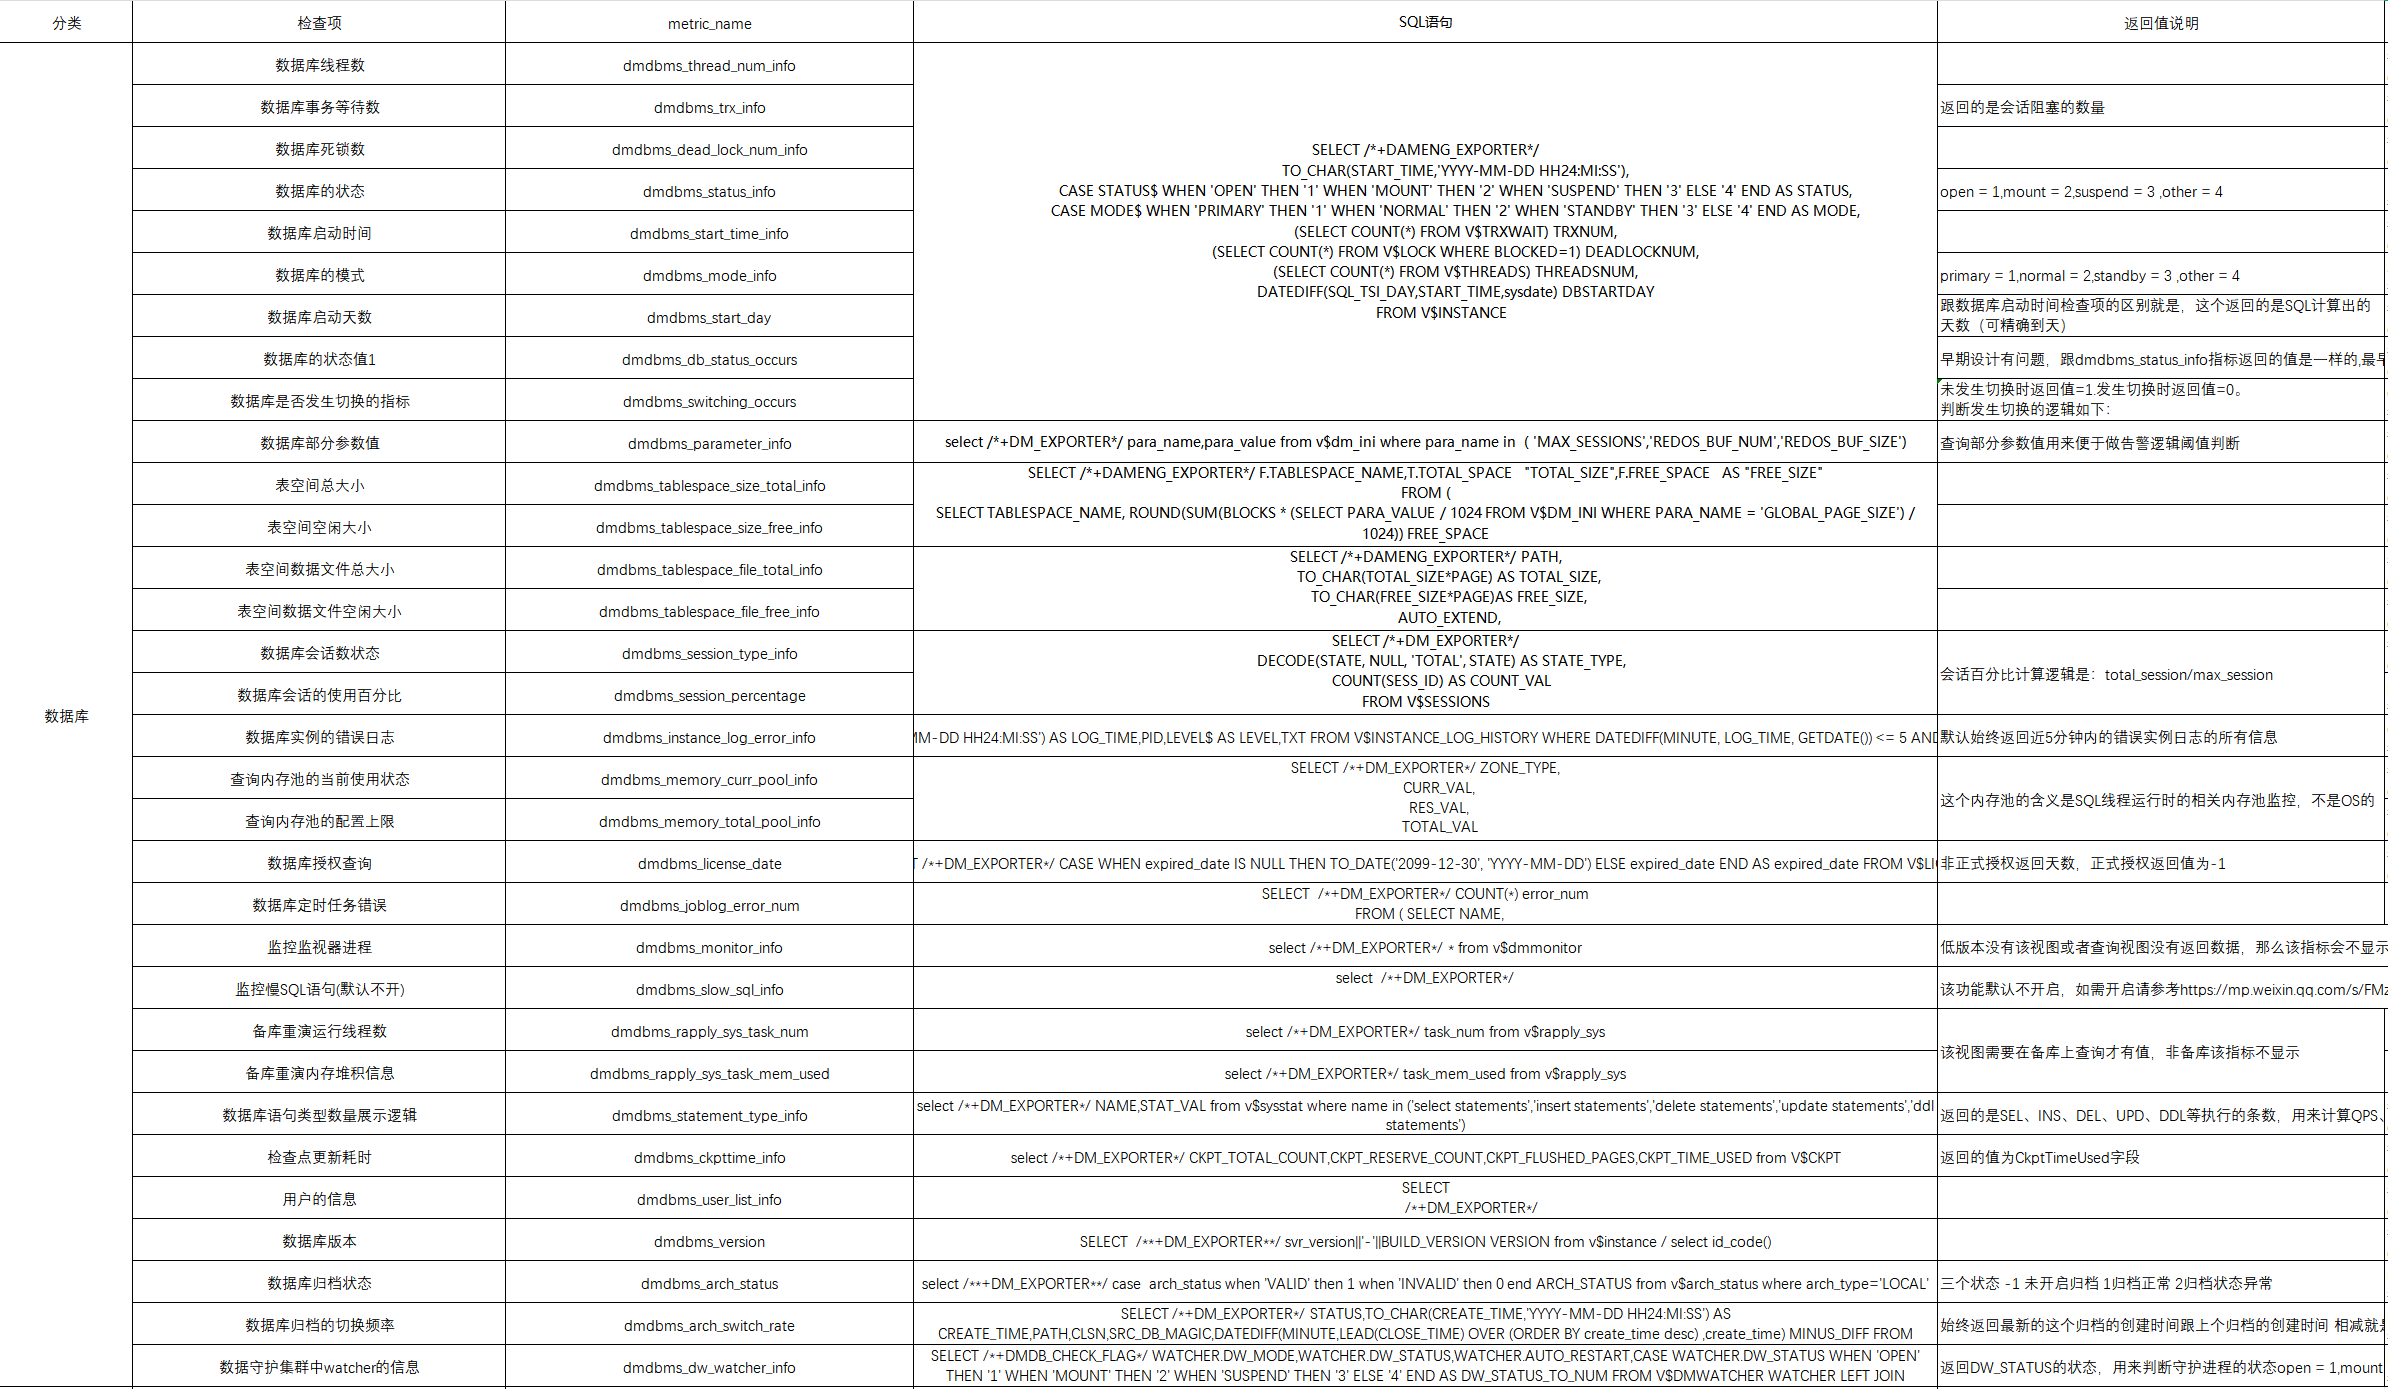 分类 检查项 metric_name SQL语句 返回值说明
数据库
数据库线程数 dmdbms_thread_num_info
数据库事务等待数 dmdbms_trx_info 返回的是会话阻塞的数量
数据库死锁数 dmdbms_dead_lock_num_info
数据库的状态 dmdbms_status_info open = 1,mount = 2,suspend = 3 ,other = 4
数据库启动时间 dmdbms_start_time_info
数据库的模式 dmdbms_mode_info primary = 1,normal = 2,standby = 3 ,other = 4
数据库启动天数 dmdbms_start_day 跟数据库启动时间检查项的区别就是，这个返回的是SQL计算出的
天数（可精确到天）
数据库的状态值1 dmdbms_db_status_occurs 早期设计有问题，跟dmdbms_status_info指标返回的值是一样的,最早
数据库是否发生切换的指标 dmdbms_switching_occurs 未发生切换时返回值=1.发生切换时返回值=0。
判断发生切换的逻辑如下：
SELECT /*+DAMENG_EXPORTER*/
TO_CHAR(START_TIME,'YYYY-MM-DD HH24:MI:SS'),
CASE STATUS$ WHEN 'OPEN' THEN '1' WHEN 'MOUNT' THEN '2' WHEN 'SUSPEND' THEN '3' ELSE '4' END AS STATUS,
CASE MODE$ WHEN 'PRIMARY' THEN '1' WHEN 'NORMAL' THEN '2' WHEN 'STANDBY' THEN '3' ELSE '4' END AS MODE,
(SELECT COUNT(*) FROM V$TRXWAIT) TRXNUM,
(SELECT COUNT(*) FROM V$LOCK WHERE BLOCKED=1) DEADLOCKNUM,
(SELECT COUNT(*) FROM V$THREADS) THREADSNUM,
DATEDIFF(SQL_TSI_DAY,START_TIME,sysdate) DBSTARTDAY
FROM V$INSTANCE
数据库部分参数值 dmdbms_parameter_info select /*+DM_EXPORTER*/ para_name,para_value from v$dm_ini where para_name in ( 'MAX_SESSIONS','REDOS_BUF_NUM','REDOS_BUF_SIZE') 查询部分参数值用来便于做告警逻辑阈值判断
表空间总大小 dmdbms_tablespace_size_total_info
表空间空闲大小 dmdbms_tablespace_size_free_info
SELECT /*+DAMENG_EXPORTER*/ F.TABLESPACE_NAME,T.TOTAL_SPACE "TOTAL_SIZE",F.FREE_SPACE AS "FREE_SIZE"
FROM (
SELECT TABLESPACE_NAME, ROUND(SUM(BLOCKS * (SELECT PARA_VALUE / 1024 FROM V$DM_INI WHERE PARA_NAME = 'GLOBAL_PAGE_SIZE') /
1024)) FREE_SPACE
表空间数据文件总大小 dmdbms_tablespace_file_total_info
表空间数据文件空闲大小 dmdbms_tablespace_file_free_info
SELECT /*+DAMENG_EXPORTER*/ PATH,
TO_CHAR(TOTAL_SIZE*PAGE) AS TOTAL_SIZE,
TO_CHAR(FREE_SIZE*PAGE)AS FREE_SIZE,
AUTO_EXTEND,
数据库会话数状态 dmdbms_session_type_info
数据库会话的使用百分比 dmdbms_session_percentage
SELECT /*+DM_EXPORTER*/
DECODE(STATE, NULL, 'TOTAL', STATE) AS STATE_TYPE,
COUNT(SESS_ID) AS COUNT_VAL
FROM V$SESSIONS
会话百分比计算逻辑是：total_session/max_session
数据库实例的错误日志 dmdbms_instance_log_error_info MM-DD HH24:MI:SS') AS LOG_TIME,PID,LEVEL$ AS LEVEL,TXT FROM V$INSTANCE_LOG_HISTORY WHERE DATEDIFF(MINUTE, LOG_TIME, GETDATE()) <= 5 AND 默认始终返回近5分钟内的错误实例日志的所有信息
查询内存池的当前使用状态 dmdbms_memory_curr_pool_info
查询内存池的配置上限 dmdbms_memory_total_pool_info
SELECT /*+DM_EXPORTER*/ ZONE_TYPE,
CURR_VAL,
RES_VAL,
TOTAL_VAL
这个内存池的含义是SQL线程运行时的相关内存池监控，不是OS的
数据库授权查询 dmdbms_license_date T /*+DM_EXPORTER*/ CASE WHEN expired_date IS NULL THEN TO_DATE('2099-12-30', 'YYYY-MM-DD') ELSE expired_date END AS expired_date FROM V$LI 非正式授权返回天数，正式授权返回值为-1
数据库定时任务错误 dmdbms_joblog_error_num SELECT /*+DM_EXPORTER*/ COUNT(*) error_num
FROM ( SELECT NAME,
监控监视器进程 dmdbms_monitor_info select /*+DM_EXPORTER*/ * from v$dmmonitor 低版本没有该视图或者查询视图没有返回数据，那么该指标会不显示
监控慢SQL语句(默认不开) dmdbms_slow_sql_info select /*+DM_EXPORTER*/ 该功能默认不开启，如需开启请参考https://mp.weixin.qq.com/s/FMz
备库重演运行线程数 dmdbms_rapply_sys_task_num select /*+DM_EXPORTER*/ task_num from v$rapply_sys
备库重演内存堆积信息 dmdbms_rapply_sys_task_mem_used select /*+DM_EXPORTER*/ task_mem_used from v$rapply_sys
该视图需要在备库上查询才有值，非备库该指标不显示
数据库语句类型数量展示逻辑 dmdbms_statement_type_info select /*+DM_EXPORTER*/ NAME,STAT_VAL from v$sysstat where name in ('select statements','insert statements','delete statements','update statements','ddl
statements') 返回的是SEL、INS、DEL、UPD、DDL等执行的条数，用来计算QPS、
检查点更新耗时 dmdbms_ckpttime_info select /*+DM_EXPORTER*/ CKPT_TOTAL_COUNT,CKPT_RESERVE_COUNT,CKPT_FLUSHED_PAGES,CKPT_TIME_USED from V$CKPT 返回的值为CkptTimeUsed字段
用户的信息 dmdbms_user_list_info SELECT
/*+DM_EXPORTER*/
数据库版本 dmdbms_version SELECT /**+DM_EXPORTER**/ svr_version||'-'||BUILD_VERSION VERSION from v$instance / select id_code()
数据库归档状态 dmdbms_arch_status select /**+DM_EXPORTER**/ case arch_status when 'VALID' then 1 when 'INVALID' then 0 end ARCH_STATUS from v$arch_status where arch_type='LOCAL' 三个状态 -1 未开启归档 1归档正常 2归档状态异常
数据库归档的切换频率 dmdbms_arch_switch_rate SELECT /*+DM_EXPORTER*/ STATUS,TO_CHAR(CREATE_TIME,'YYYY-MM-DD HH24:MI:SS') AS
CREATE_TIME,PATH,CLSN,SRC_DB_MAGIC,DATEDIFF(MINUTE,LEAD(CLOSE_TIME) OVER (ORDER BY create_time desc) ,create_time) MINUS_DIFF FROM 始终返回最新的这个归档的创建时间跟上个归档的创建时间 相减就是
数据守护集群中watcher的信息 dmdbms_dw_watcher_info SELECT /*+DMDB_CHECK_FLAG*/ WATCHER.DW_MODE,WATCHER.DW_STATUS,WATCHER.AUTO_RESTART,CASE WATCHER.DW_STATUS WHEN 'OPEN'
THEN '1' WHEN 'MOUNT' THEN '2' WHEN 'SUSPEND' THEN '3' ELSE '4' END AS DW_STATUS_TO_NUM FROM V$DMWATCHER WATCHER LEFT JOIN 返回DW_STATUS的状态，用来判断守护进程的状态open = 1,mount